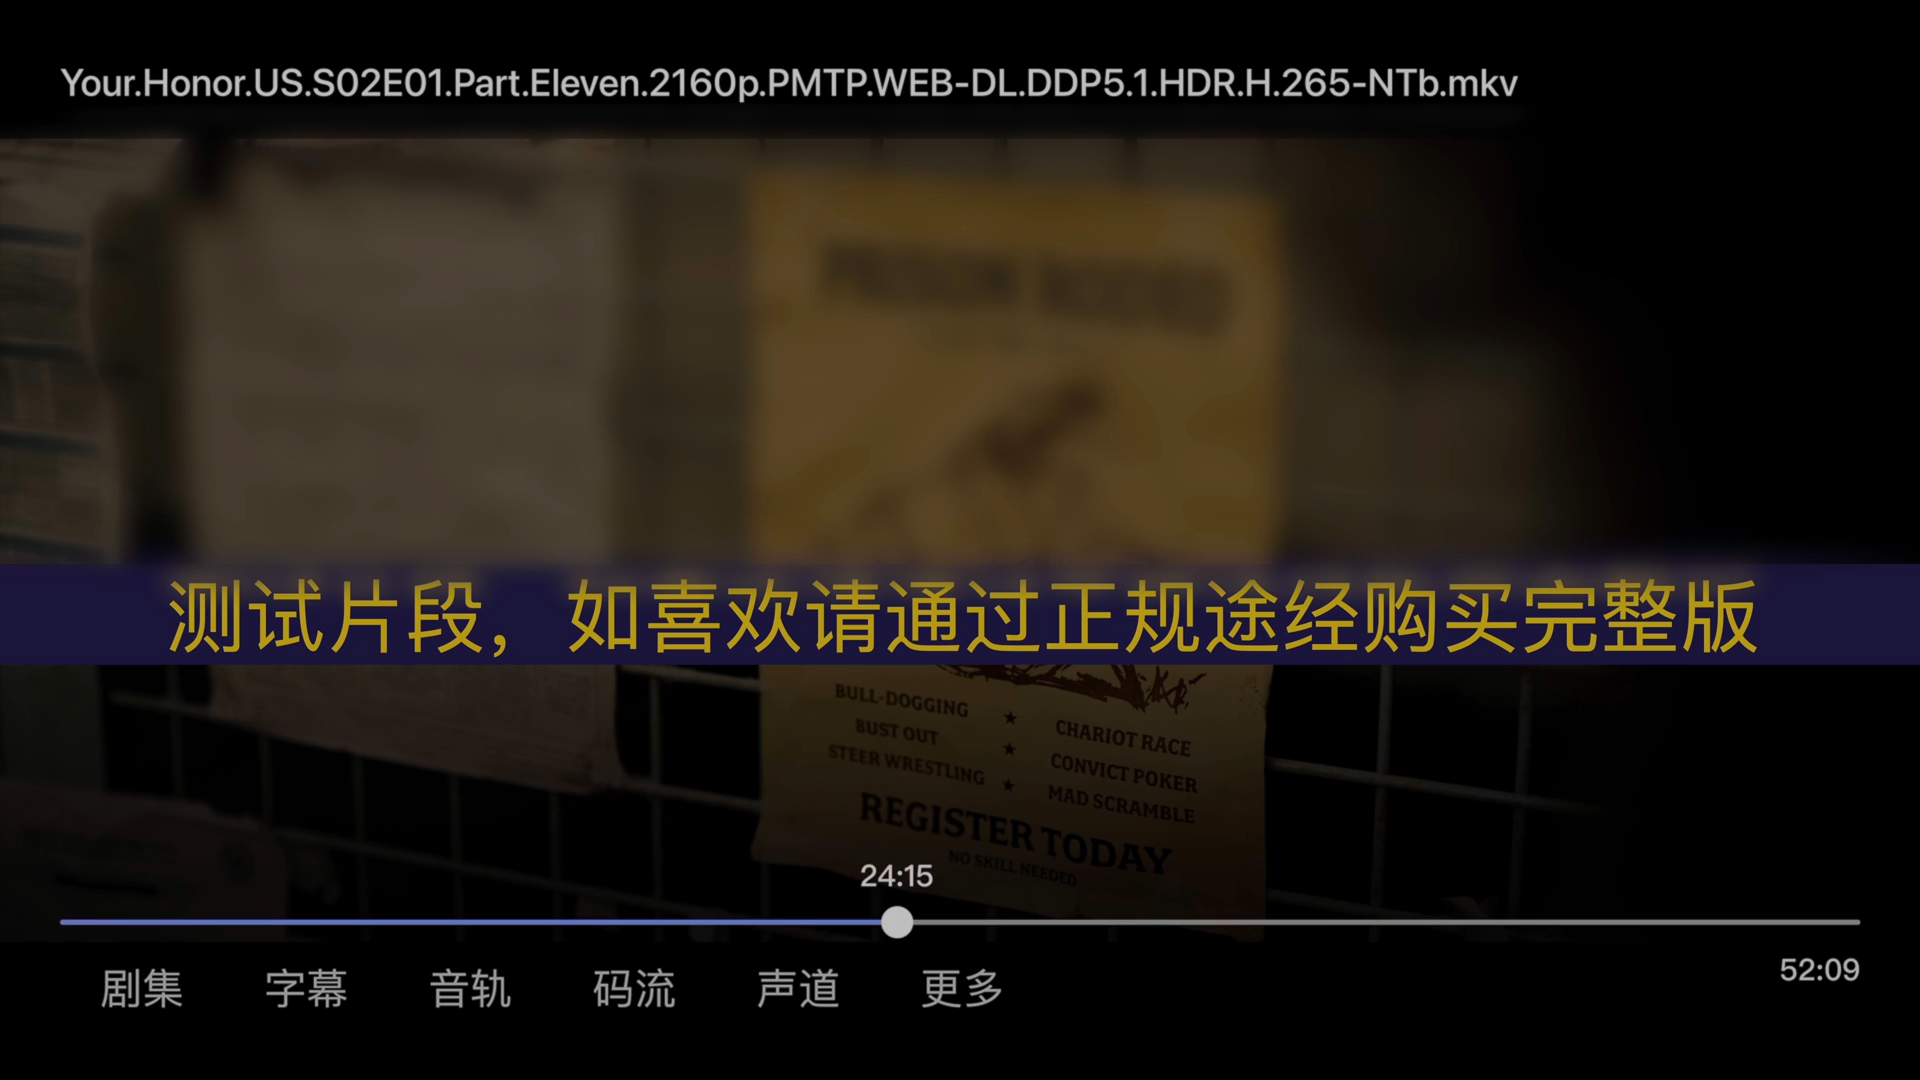 Your.Honor.US.S02E01.Part.Eleven.2160p.PMTP.WEB-DL.DDP5.1.HDR.H.265-NTb.mkv
PRISON RODEO
测试片段，如喜欢请通过正规途经购买完整版
BULL-DOGGING ★ CHARIOT RACE
BUST OUT ★ CONVICT POKER
STEER WRESTLING ★ MAD SCRAMBLE
REGISTER TODAY
NO SKILL NEEDED
24:15
52:09
剧集 字幕 音轨 码流 声道 更多